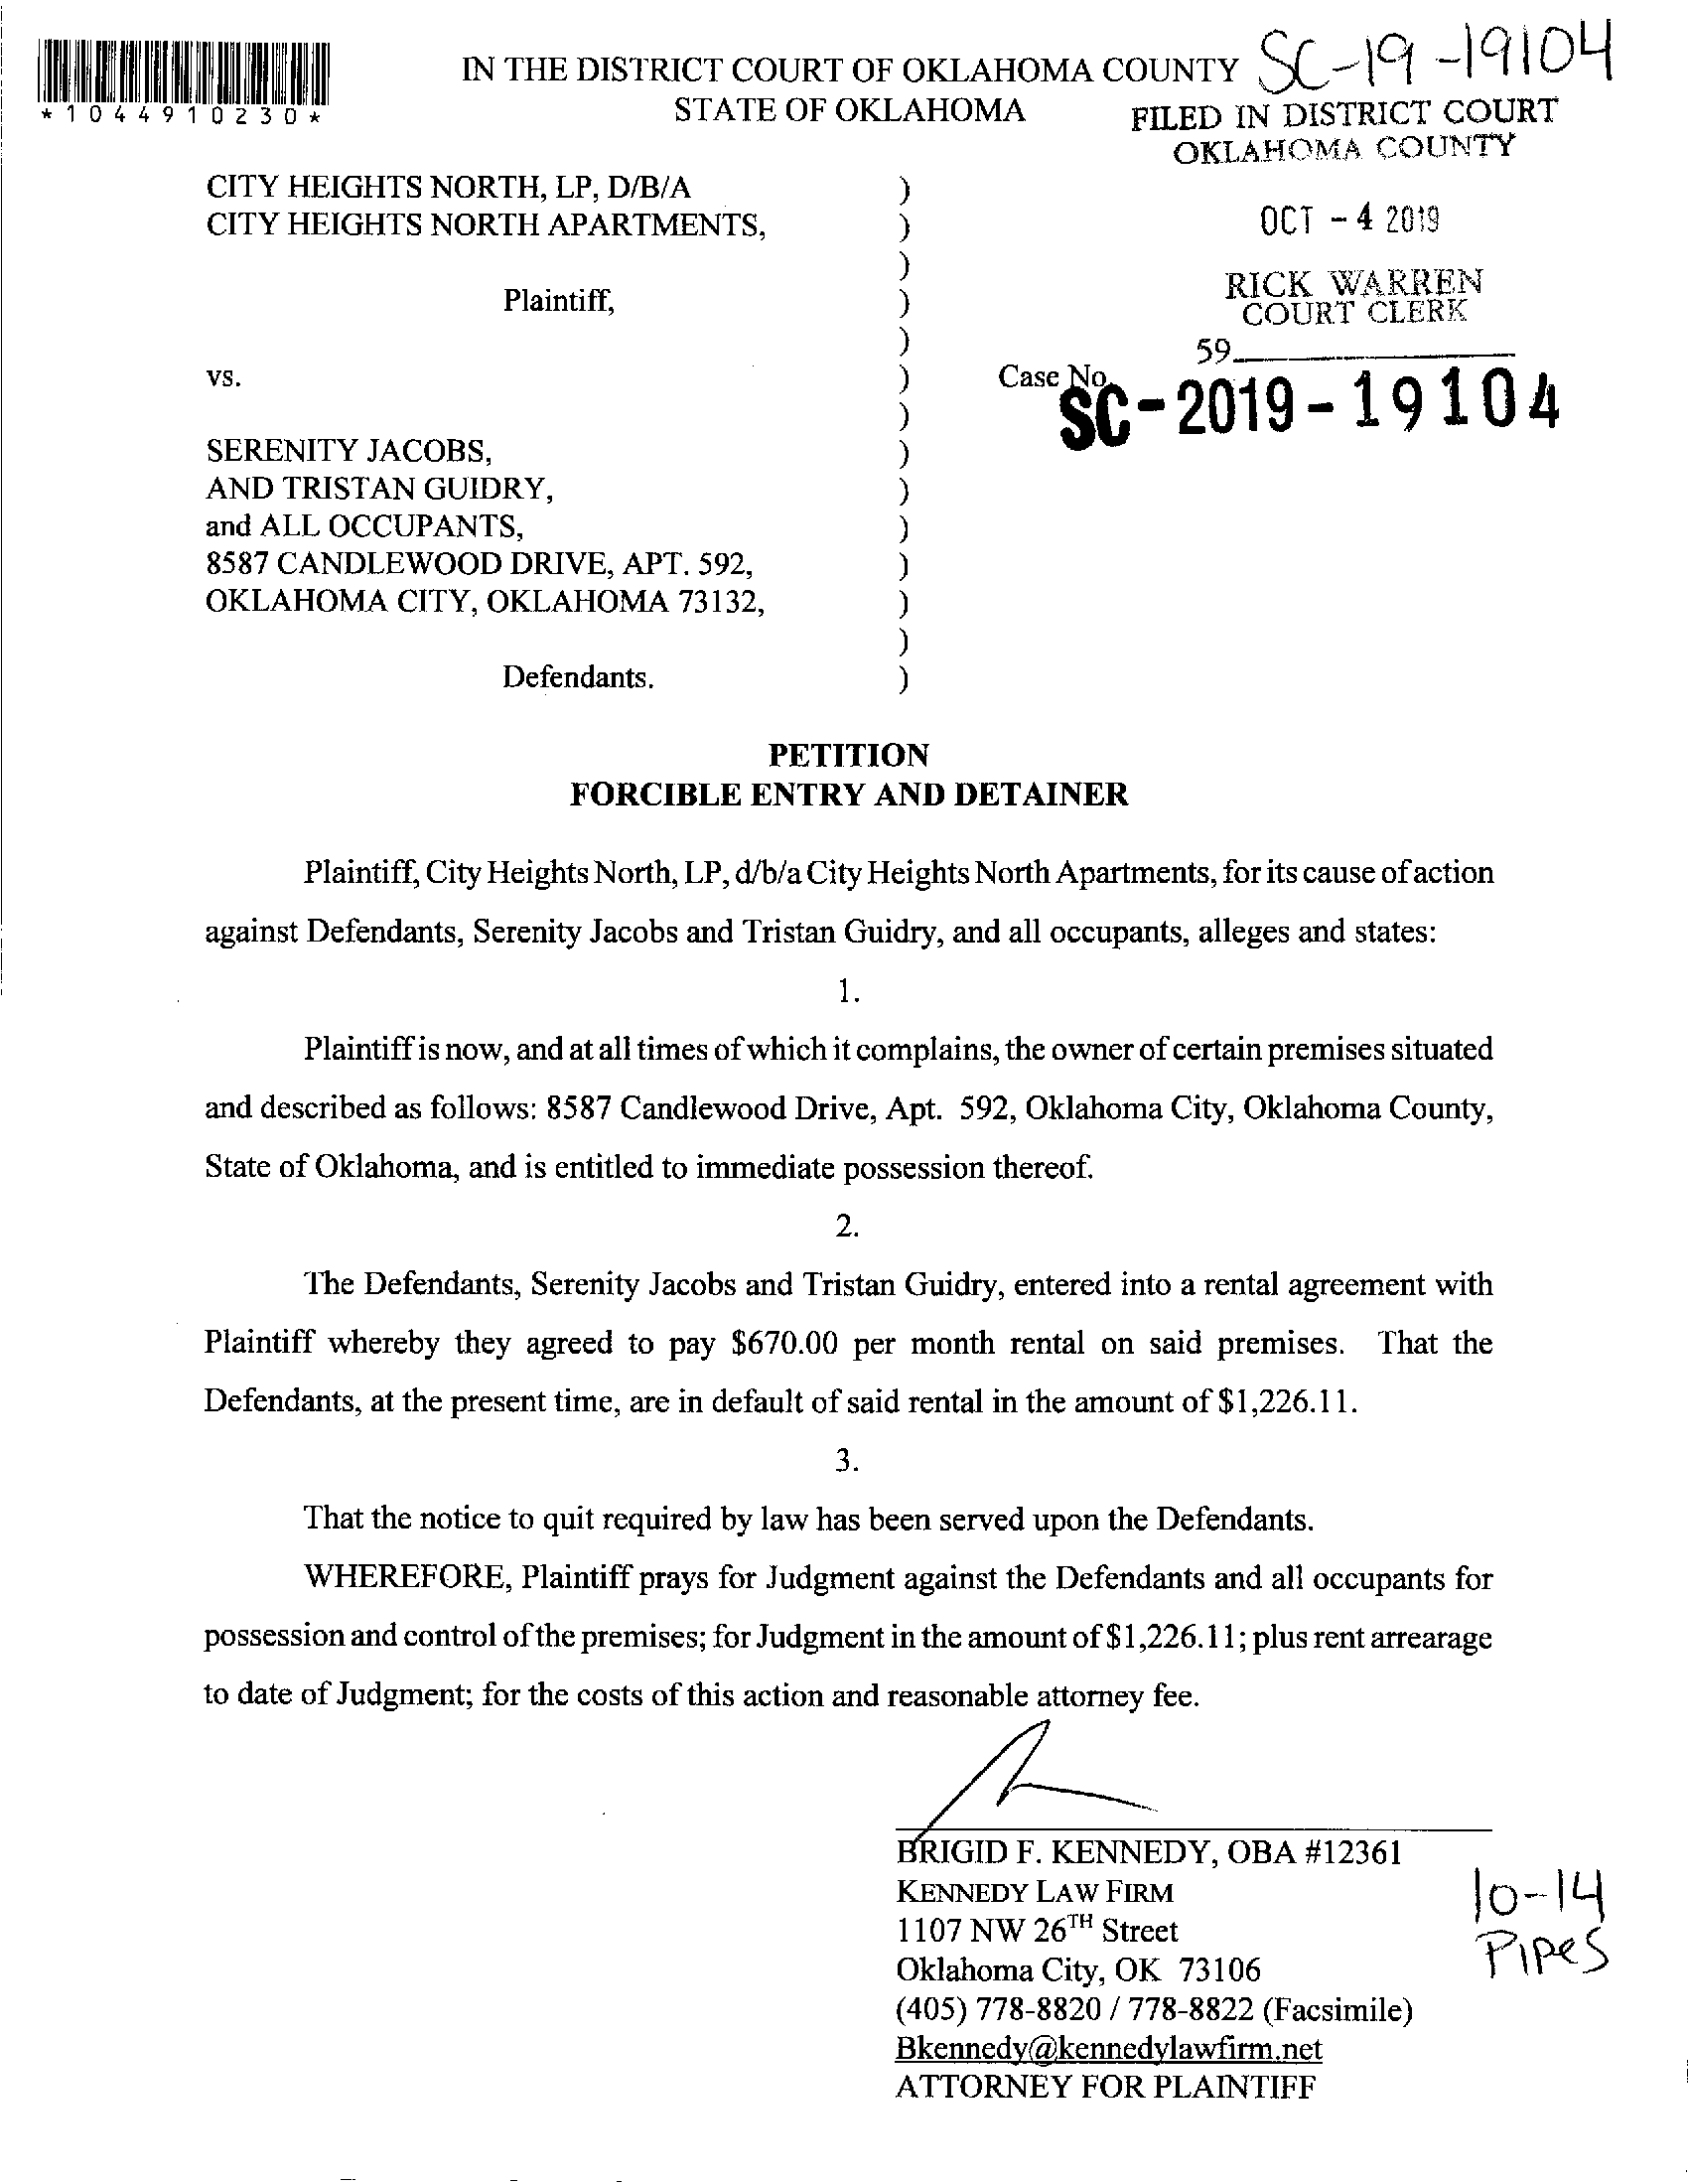 IN THE DISTRICT COURT OF OKLAHOMA COUNTY
STATE OF OKLAHOMA
SC-19-19104
*1044910230*
FILED IN DISTRICT COURT
OKLAHOMA COUNTY
OCT - 4 2019
RICK WARREN
COURT CLERK
59
CITY HEIGHTS NORTH, LP, D/B/A )
CITY HEIGHTS NORTH APARTMENTS, )
)
Plaintiff, )
)
vs. ) Case No.
SC-2019-19104
)
SERENITY JACOBS, )
AND TRISTAN GUIDRY, )
and ALL OCCUPANTS, )
8587 CANDLEWOOD DRIVE, APT. 592, )
OKLAHOMA CITY, OKLAHOMA 73132, )
)
Defendants. )
PETITION
FORCIBLE ENTRY AND DETAINER
Plaintiff, City Heights North, LP, d/b/a City Heights North Apartments, for its cause of action
against Defendants, Serenity Jacobs and Tristan Guidry, and all occupants, alleges and states:
1.
Plaintiff is now, and at all times of which it complains, the owner of certain premises situated
and described as follows: 8587 Candlewood Drive, Apt. 592, Oklahoma City, Oklahoma County,
State of Oklahoma, and is entitled to immediate possession thereof.
2.
The Defendants, Serenity Jacobs and Tristan Guidry, entered into a rental agreement with
Plaintiff whereby they agreed to pay $670.00 per month rental on said premises. That the
Defendants, at the present time, are in default of said rental in the amount of $1,226.11.
3.
That the notice to quit required by law has been served upon the Defendants.
WHEREFORE, Plaintiff prays for Judgment against the Defendants and all occupants for
possession and control of the premises; for Judgment in the amount of $1,226.11; plus rent arrearage
to date of Judgment; for the costs of this action and reasonable attorney fee.
BRIGID F. KENNEDY, OBA #12361
KENNEDY LAW FIRM
1107 NW 26TH Street
Oklahoma City, OK 73106
(405) 778-8820 / 778-8822 (Facsimile)
Bkennedy@kennedylawfirm.net
ATTORNEY FOR PLAINTIFF
10-14
Pipes